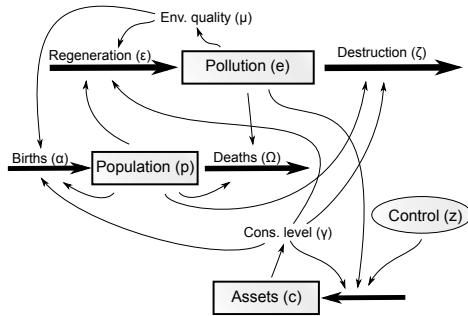 Env. quality (μ)
Regeneration (ε)
Pollution (e)
Destruction (ζ)
Births (α)
Population (p)
Deaths (Ω)
Cons. level (γ)
Control (z)
Assets (c)